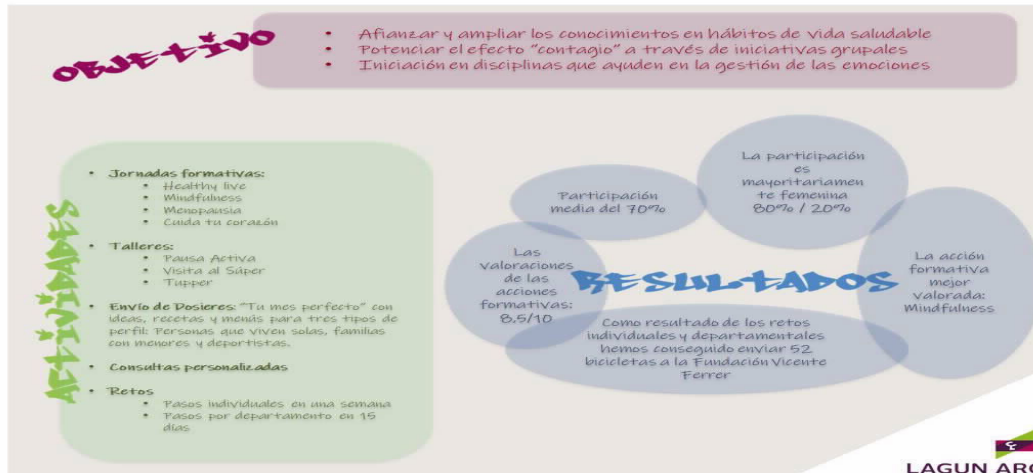 OBJETIVO
• Afianzar y ampliar los conocimientos en hábitos de vida saludable
• Potenciar el efecto "contagio" a través de iniciativas grupales
• Iniciación en disciplinas que ayuden en la gestión de las emociones
ACTIVIDADES
• Jornadas formativas:
• Healthy live
• Mindfulness
• Menopausia
• Cuida tu corazón
• Talleres:
• Pausa Activa
• Visita al Súper
• Tupper
• Envío de Dosieres: "Tu mes perfecto" con
ideas, recetas y menús para tres tipos de
perfil: Personas que viven solas, familias
con menores y deportistas.
• Consultas personalizadas
• Retos
• Pasos individuales en una semana
• Pasos por departamento en 15
días
RESULTADOS
Las
valoraciones
de las
acciones
formativas:
8,5/10
Participación
media del 70%
La participación
es
mayoritariamen
te femenina
80% / 20%
La acción
formativa
mejor
valorada:
Mindfulness
Como resultado de los retos
individuales y departamentales
hemos conseguido enviar 52
bicicletas a la Fundación Vicente
Ferrer
LAGUN ARO